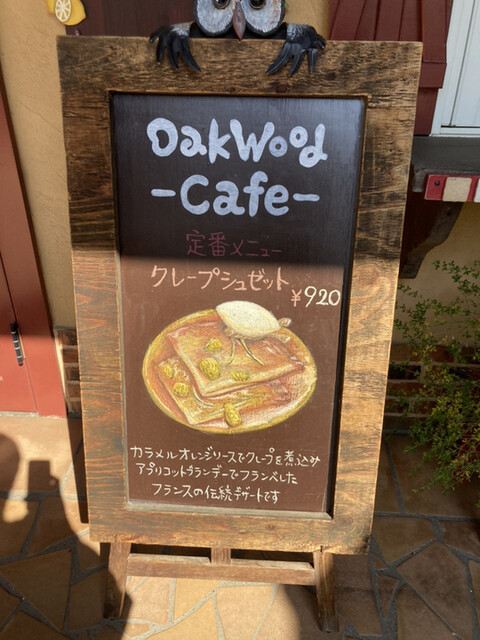 OakWood
-Cafe-
定番メニュー
クレープシュゼット
¥920
カラメルオレンジソースでクレープを煮込み
アプリコットブランデーでフランベした
フランスの伝統デザートです